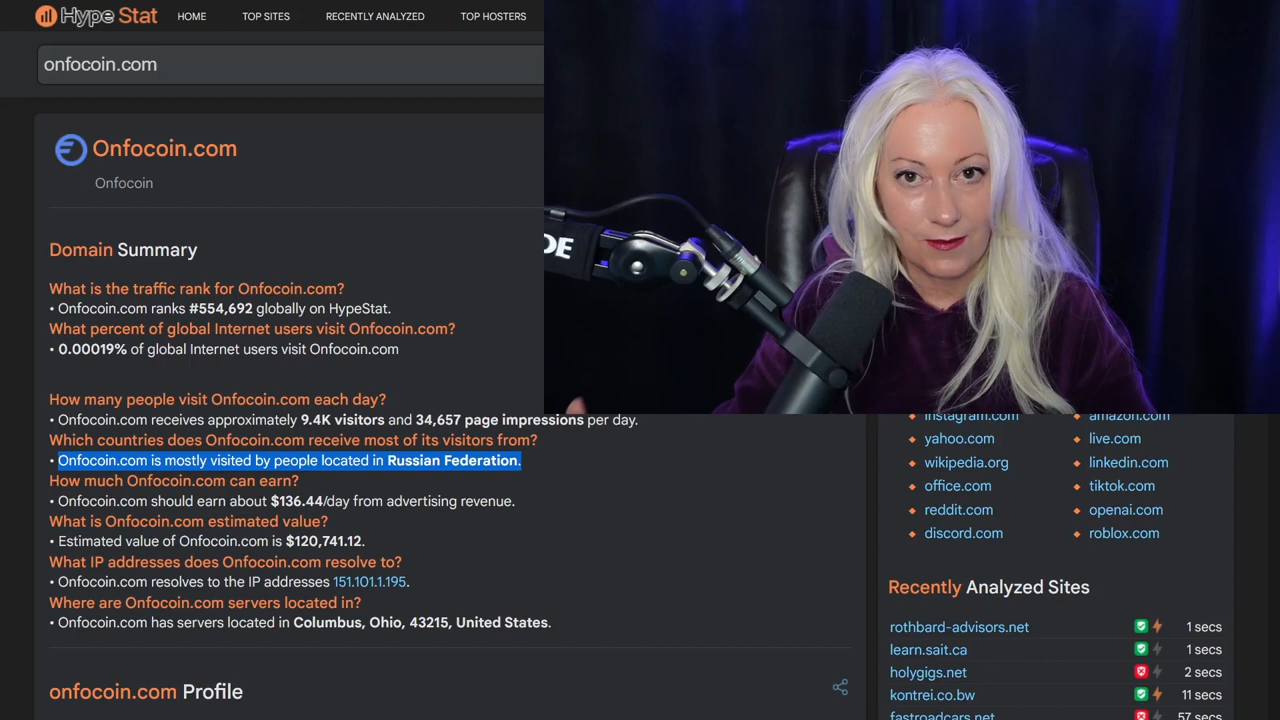 Hype Stat
HOME
TOP SITES
RECENTLY ANALYZED
TOP HOSTERS
onfocoin.com
Onfocoin.com
Onfocoin
Domain Summary
What is the traffic rank for Onfocoin.com?
• Onfocoin.com ranks #554,692 globally on HypeStat.
What percent of global Internet users visit Onfocoin.com?
• 0.00019% of global Internet users visit Onfocoin.com
How many people visit Onfocoin.com each day?
• Onfocoin.com receives approximately 9.4K visitors and 34,657 page impressions per day.
Which countries does Onfocoin.com receive most of its visitors from?
• Onfocoin.com is mostly visited by people located in Russian Federation.
How much Onfocoin.com can earn?
• Onfocoin.com should earn about $136.44/day from advertising revenue.
What is Onfocoin.com estimated value?
• Estimated value of Onfocoin.com is $120,741.12.
What IP addresses does Onfocoin.com resolve to?
• Onfocoin.com resolves to the IP addresses 151.101.1.195.
Where are Onfocoin.com servers located in?
• Onfocoin.com has servers located in Columbus, Ohio, 43215, United States.
onfocoin.com Profile
DE
instagram.com
amazon.com
yahoo.com
live.com
wikipedia.org
linkedin.com
office.com
tiktok.com
reddit.com
openai.com
discord.com
roblox.com
Recently Analyzed Sites
rothbard-advisors.net 1 secs
learn.sait.ca 1 secs
holygigs.net 2 secs
kontrei.co.bw 11 secs
fastroadcars.net 57 secs